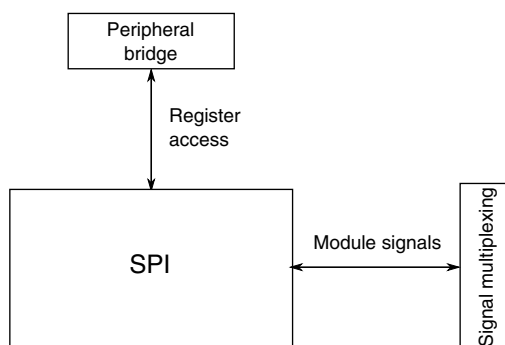 Peripheral
bridge
Register
access
SPI
Module signals
Signal multiplexing